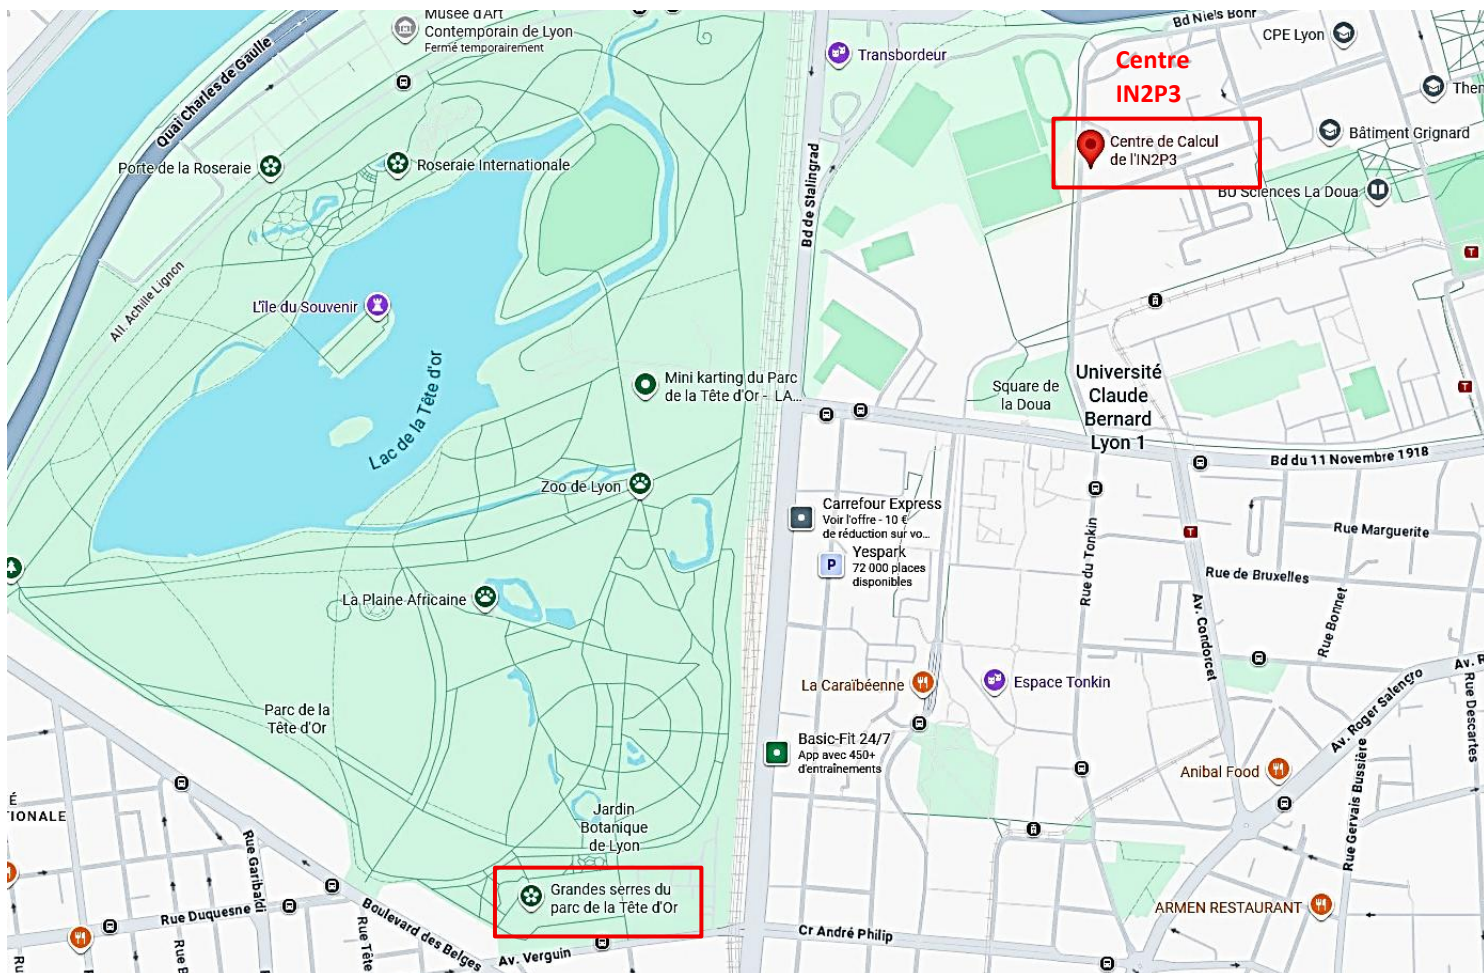 Musée d'Art
Contemporain de Lyon
Fermé temporairement
Quai Charles de Gaulle
Transbordeur
Bd Niels Bohr
CPE Lyon
Centre
IN2P3
Centre de Calcul
de l'IN2P3
Bâtiment Grignard
BU Sciences La Doua
Porte de la Roseraie
Roseraie Internationale
Bd de Stalingrad
All. Achille Lignon
L'île du Souvenir
Lac de la Tête d'or
Mini karting du Parc
de la Tête d'Or - LA...
Square de
la Doua
Université
Claude
Bernard
Lyon 1
Bd du 11 Novembre 1918
T
T
T
Zoo de Lyon
Carrefour Express
Voir l'offre - 10 €
de réduction sur vo...
P
Yespark
72 000 places
disponibles
Rue Marguerite
Rue de Bruxelles
Rue du Tonkin
Av. Condorcet
Rue Bonnet
La Plaine Africaine
La Caraïbéenne
Espace Tonkin
Av. Roger Salengro
Av. R
Rue Descartes
Parc de la
Tête d'Or
Basic-Fit 24/7
App avec 450+
d'entraînements
Anibal Food
Rue Gervais Bussière
É
TIONALE
Jardin
Botanique
de Lyon
Grandes serres du
parc de la Tête d'Or
Rue Garibaldi
Rue Duquesne
Boulevard des Belges
Rue Tête
Av. Verguin
Cr André Philip
ARMEN RESTAURANT